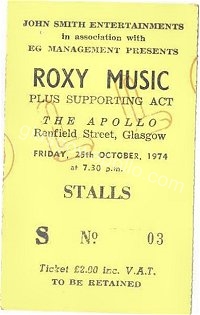 JOHN SMITH ENTERTAINMENTS
in association with
EG MANAGEMENT PRESENTS
ROXY MUSIC
PLUS SUPPORTING ACT
THE APOLLO
Renfield Street, Glasgow
FRIDAY, 25th OCTOBER, 1974
at 7.30 p.m.
STALLS
S No 03
Ticket £2.00 inc. V.A.T.
TO BE RETAINED